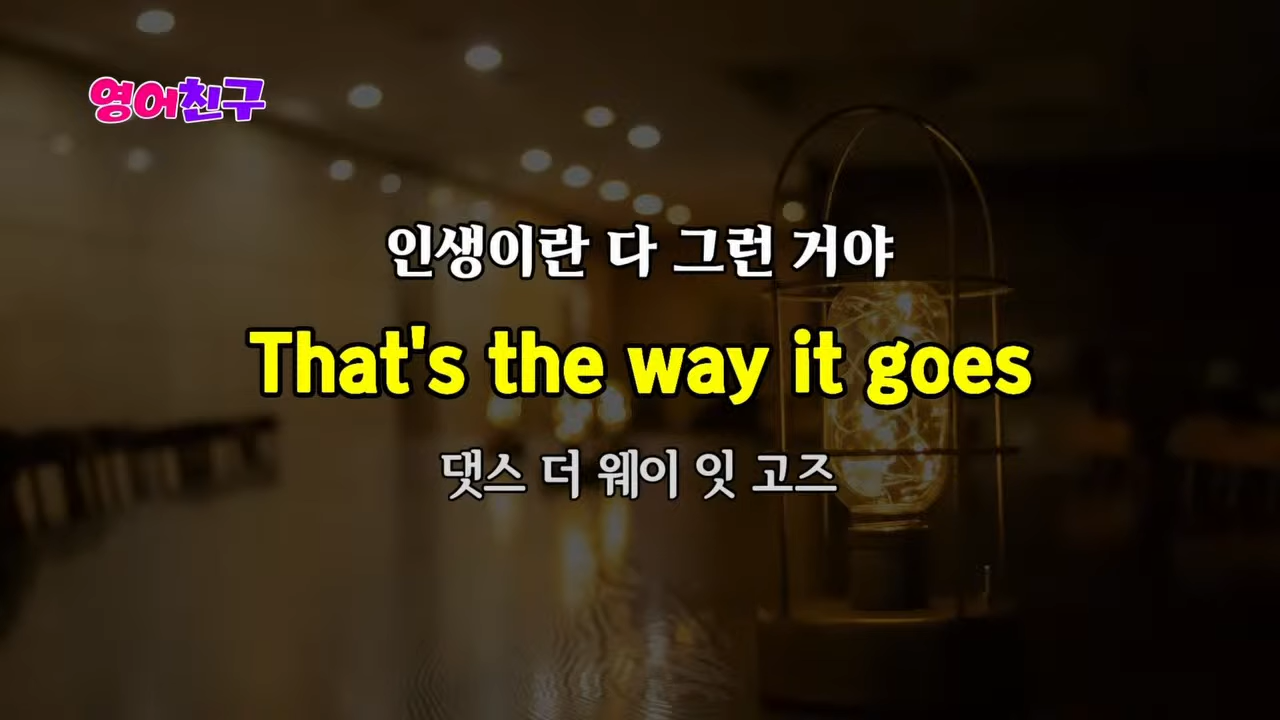 영어친구
인생이란 다 그런 거야
That's the way it goes
댓스 더 웨이 잇 고즈